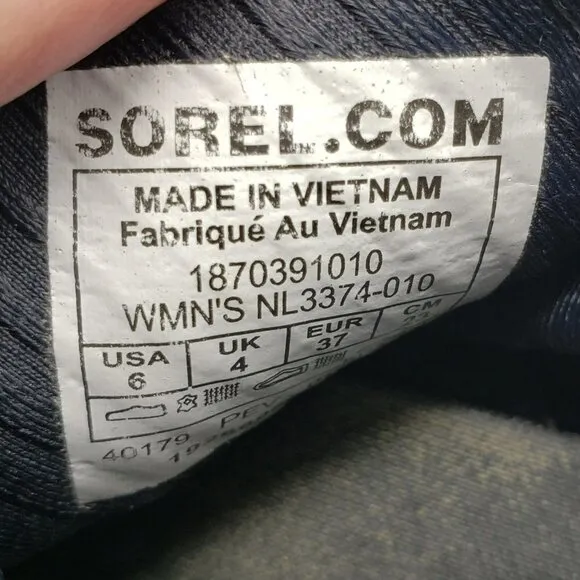 SOREL.COM
MADE IN VIETNAM
Fabriqué Au Vietnam
1870391010
WMN'S NL3374-010
USA UK EUR CM
6 4 37
40179